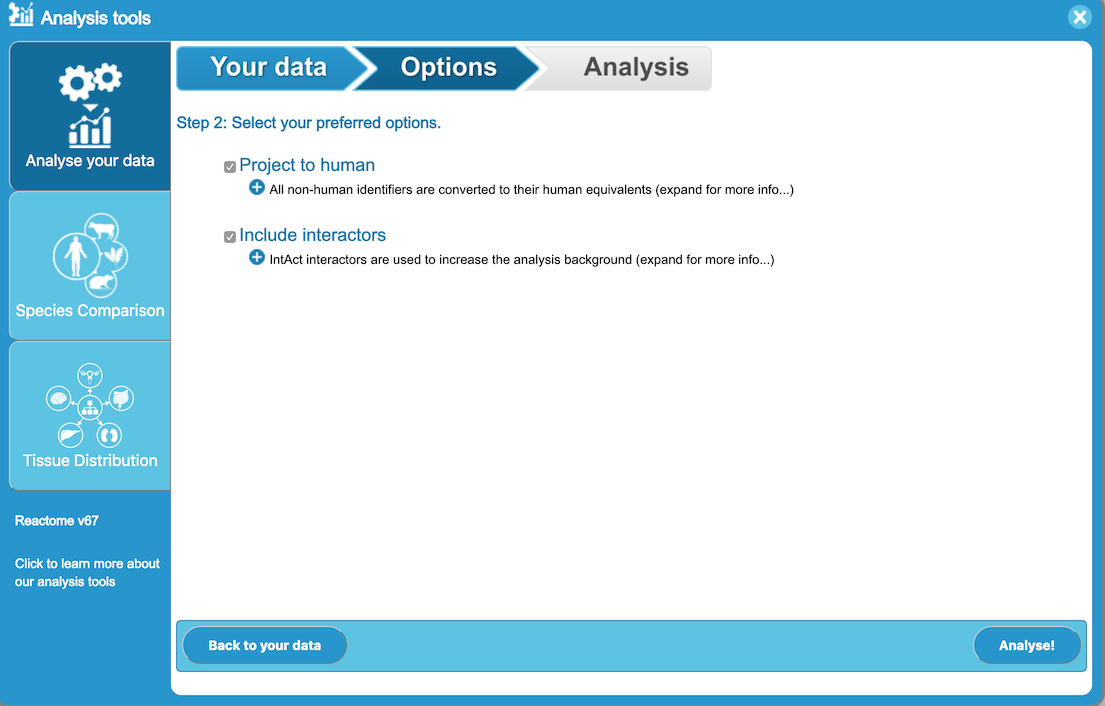 Analysis tools
Analyse your data
Species Comparison
Tissue Distribution
Reactome v67
Click to learn more about
our analysis tools
Your data
Options
Analysis
Step 2: Select your preferred options.
Project to human
All non-human identifiers are converted to their human equivalents (expand for more info...)
Include interactors
IntAct interactors are used to increase the analysis background (expand for more info...)
Back to your data
Analyse!